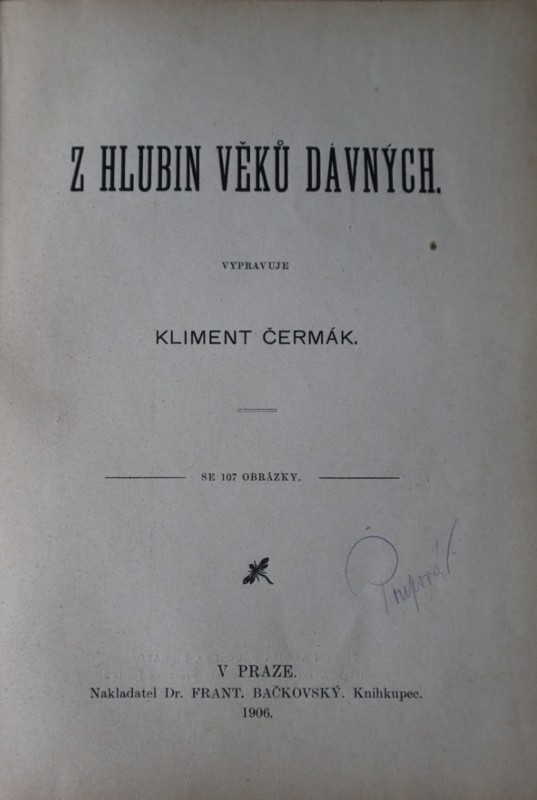 Z HLUBIN VĚKŮ DÁVNÝCH.
VYPRAVUJE
KLIMENT ČERMÁK.
SE 107 OBRÁZKY.
V PRAZE.
Nakladatel Dr. FRANT. BAČKOVSKÝ. Knihkupec.
1906.